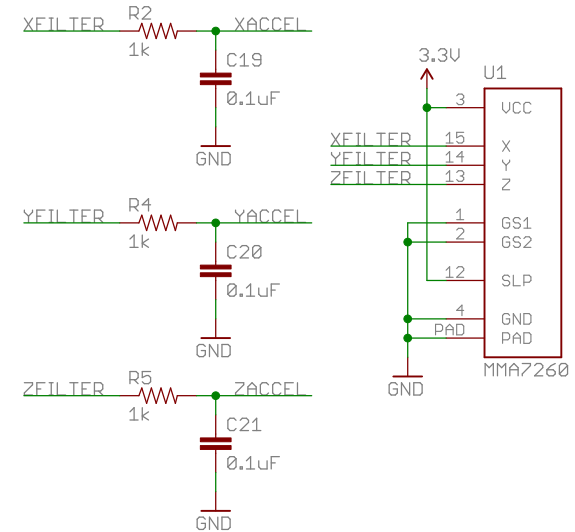 XFILTER R2 XACCEL
1k
C19
0.1uF
GND
YFILTER R4 YACCEL
1k
C20
0.1uF
GND
ZFILTER R5 ZACCEL
1k
C21
0.1uF
GND
3.3V
U1
3 VCC
XFILTER 15 X
YFILTER 14 Y
ZFILTER 13 Z
1 GS1
2 GS2
12 SLP
4 GND
PAD PAD
GND
MMA7260